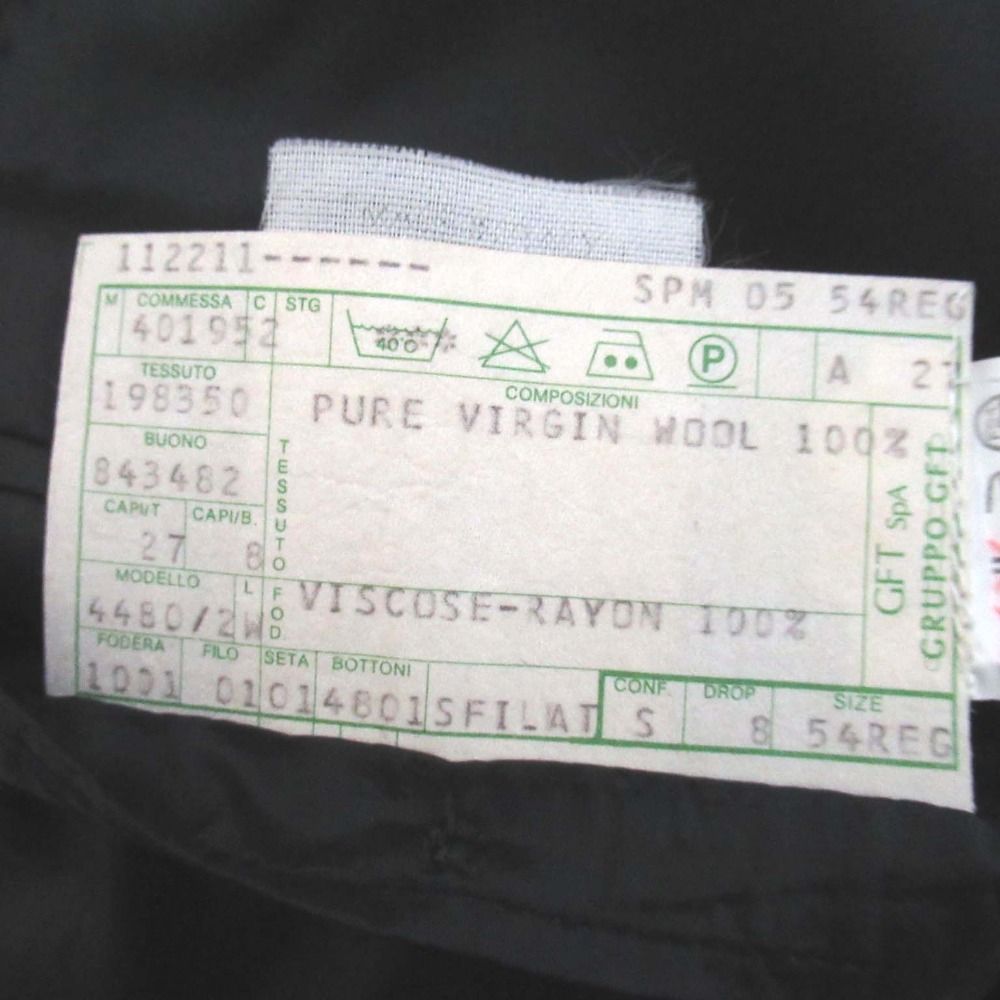 112211------
SPM 05 54REG
M COMMESSA C STG
401952
40°
P
A 27
TESSUTO
198350
COMPOSIZIONI
PURE VIRGIN WOOL 100%
BUONO
843482
TESSUTO
CAPI/T CAPI/B.
27 8
MODELLO L
4480/2 W
FOD
VISCOSE-RAYON 100%
GFT SpA
GRUPPO GFT
FODERA FILO SETA BOTTONI
1001 01 01 4801 SFILAT
CONF. DROP SIZE
S 8 54REG